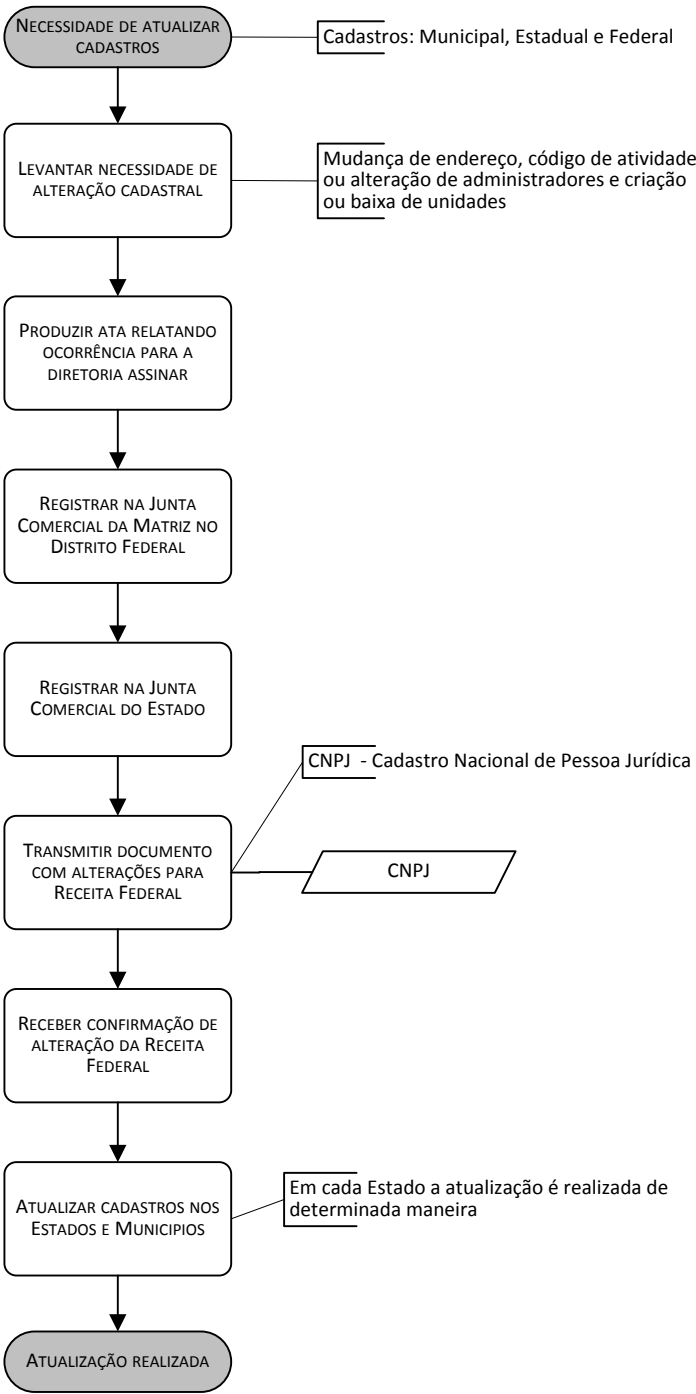 NECESSIDADE DE ATUALIZAR
CADASTROS
Cadastros: Municipal, Estadual e Federal
LEVANTAR NECESSIDADE DE
ALTERAÇÃO CADASTRAL
Mudança de endereço, código de atividade
ou alteração de administradores e criação
ou baixa de unidades
PRODUZIR ATA RELATANDO
OCORRÊNCIA PARA A
DIRETORIA ASSINAR
REGISTRAR NA JUNTA
COMERCIAL DA MATRIZ NO
DISTRITO FEDERAL
REGISTRAR NA JUNTA
COMERCIAL DO ESTADO
CNPJ - Cadastro Nacional de Pessoa Jurídica
TRANSMITIR DOCUMENTO
COM ALTERAÇÕES PARA
RECEITA FEDERAL
CNPJ
RECEBER CONFIRMAÇÃO DE
ALTERAÇÃO DA RECEITA
FEDERAL
ATUALIZAR CADASTROS NOS
ESTADOS E MUNICIPIOS
Em cada Estado a atualização é realizada de
determinada maneira
ATUALIZAÇÃO REALIZADA